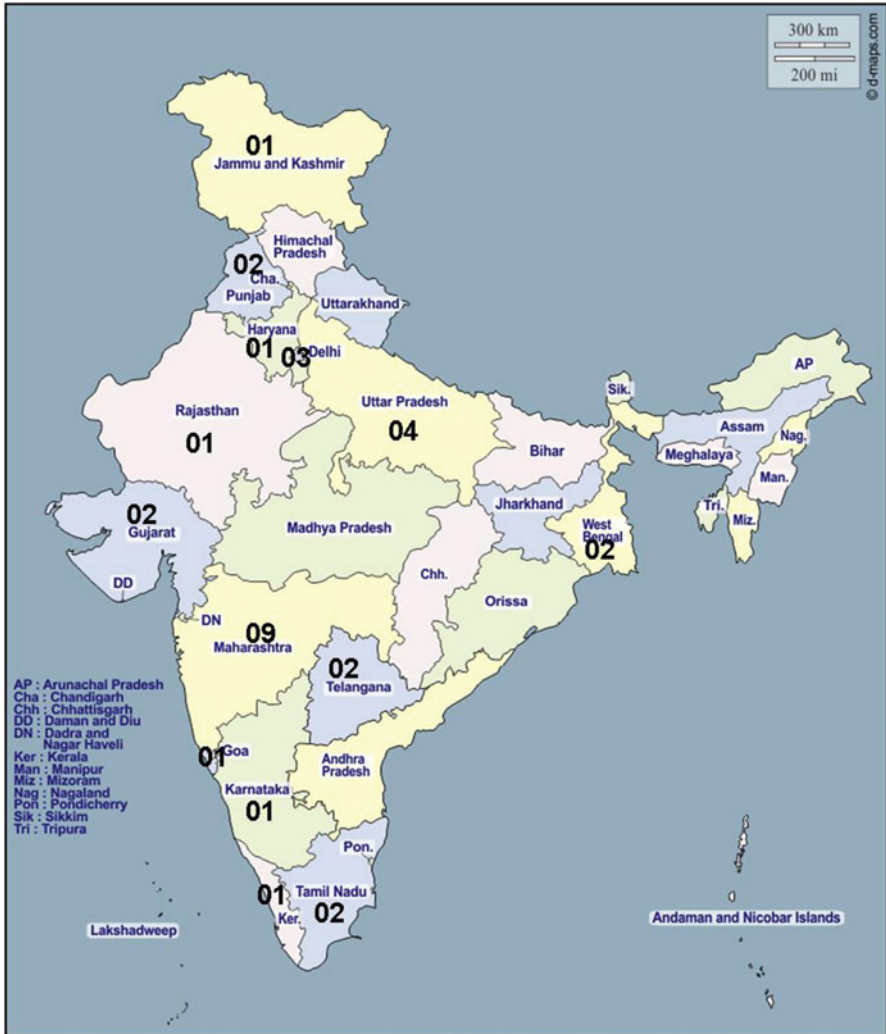 300 km
200 mi
© d-maps.com
01
Jammu and Kashmir
Himachal
Pradesh
02
Cha.
Punjab
Uttarakhand
Haryana
01
03
Delhi
AP
Sik.
Rajasthan
01
Uttar Pradesh
04
Assam
Nag.
Bihar
Meghalaya
Man.
Jharkhand
Tri.
Miz.
02
Gujarat
Madhya Pradesh
West
Bengal
02
DD
Chh.
Orissa
DN
09
Maharashtra
02
Telangana
AP : Arunachal Pradesh
Cha : Chandigarh
Chh : Chhattisgarh
DD : Daman and Diu
DN : Dadra and
Nagar Haveli
Ker : Kerala
Man : Manipur
Miz : Mizoram
Nag : Nagaland
Pon : Pondicherry
Sik : Sikkim
Tri : Tripura
01
Goa
Andhra
Pradesh
Karnataka
01
Pon.
01
Tamil Nadu
02
Ker.
Lakshadweep
Andaman and Nicobar Islands